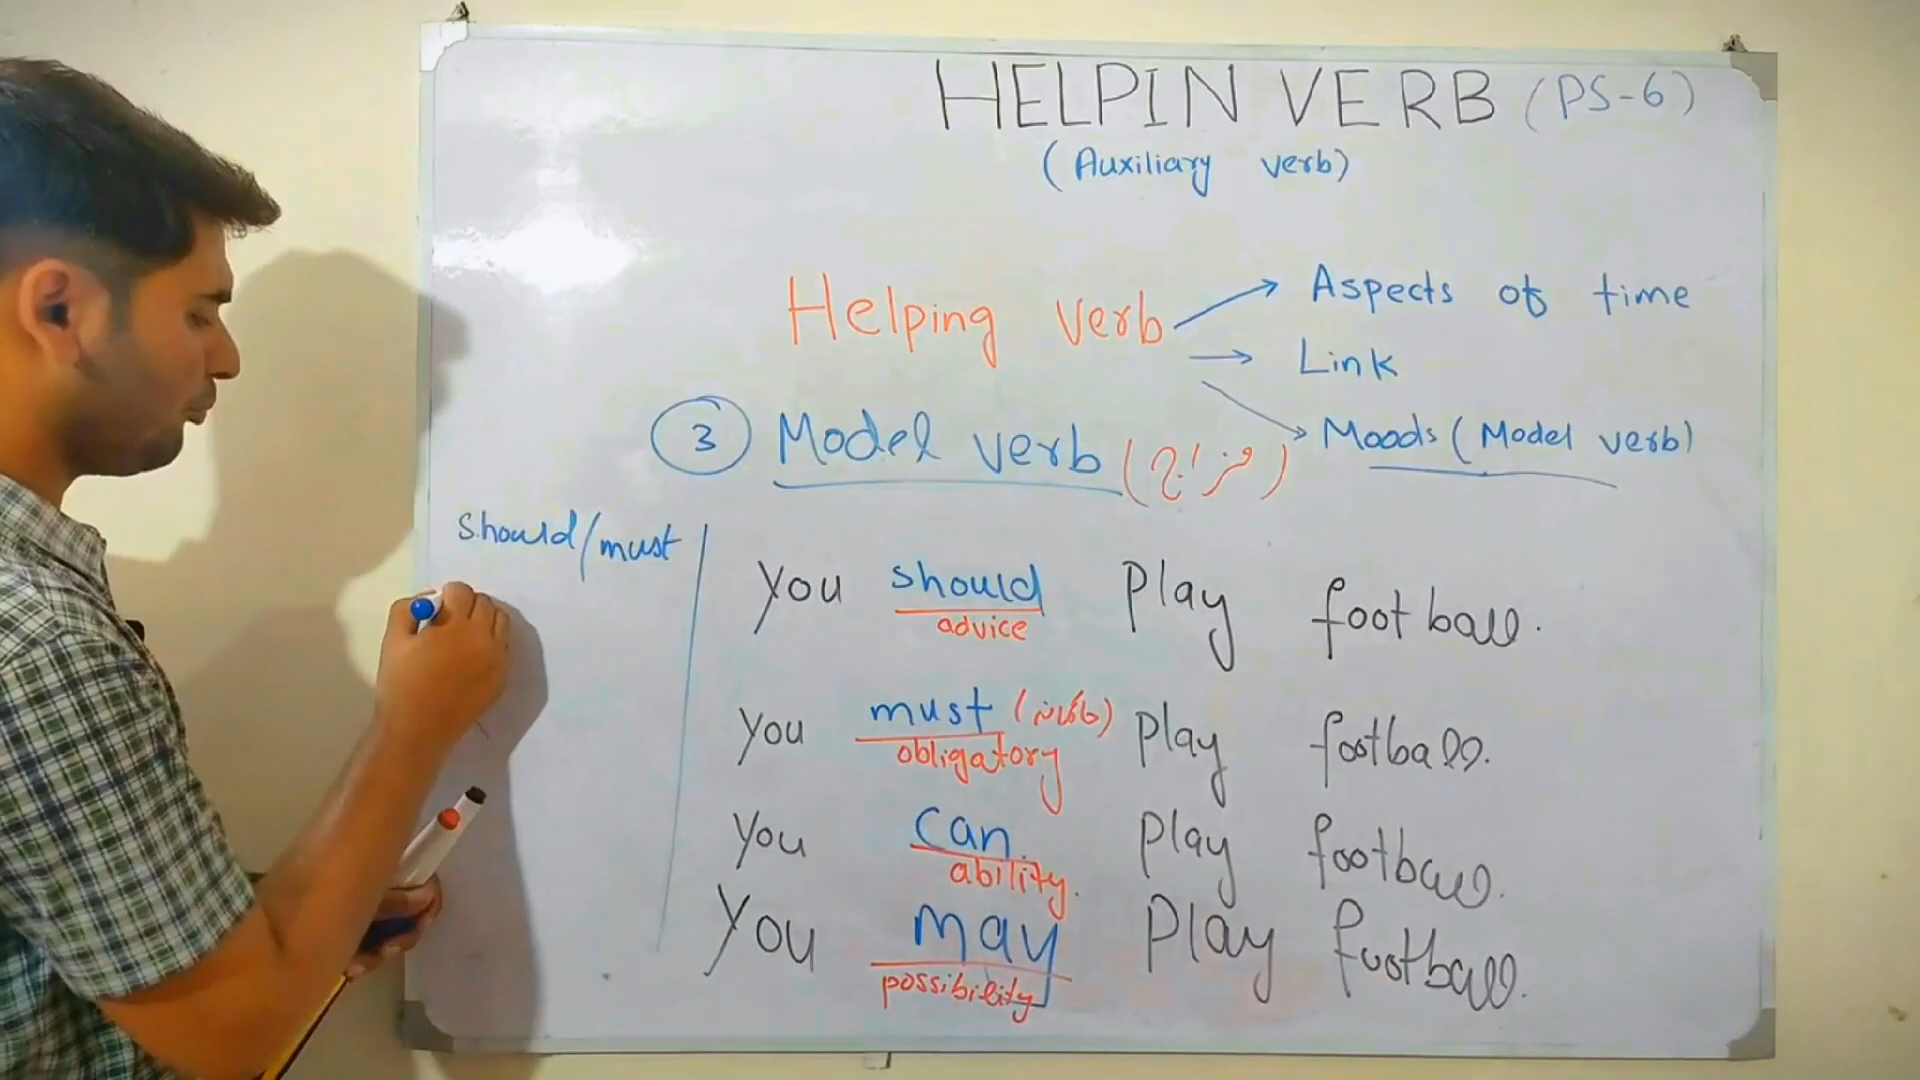 HELPIN VERB (PS-6)
(Auxiliary verb)
Helping verb
Aspects of time
Link
Moods (Model verb)
3 Model verb (مزاج)
should/must
You should play football.
advice
You must play football.
obligatory
You can play football.
ability.
You may play football.
possibility